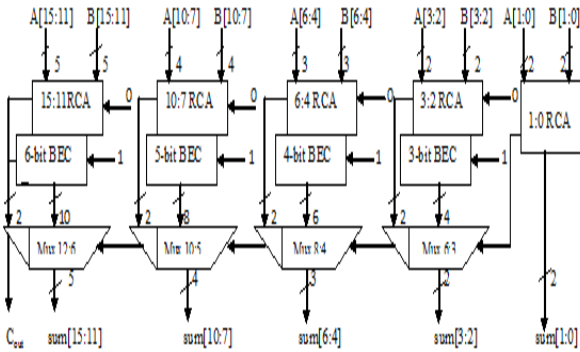 A[15:11] B[15:11] A[10:7] B[10:7] A[6:4] B[6:4] A[3:2] B[3:2] A[1:0] B[1:0]
5 5 4 4 3 3 2 2 2 2
15:11 RCA 0 10:7 RCA 0 6:4 RCA 0 3:2 RCA 0 1:0 RCA
6-bit BEC 1 5-bit BEC 1 4-bit BEC 1 3-bit BEC 1
2 10 2 8 2 6 2 4
Mux 12:6 Mux 10:5 Mux 8:4 Mux 6:3
5 4 3 2 2
Cout sum[15:11] sum[10:7] sum[6:4] sum[3:2] sum[1:0]